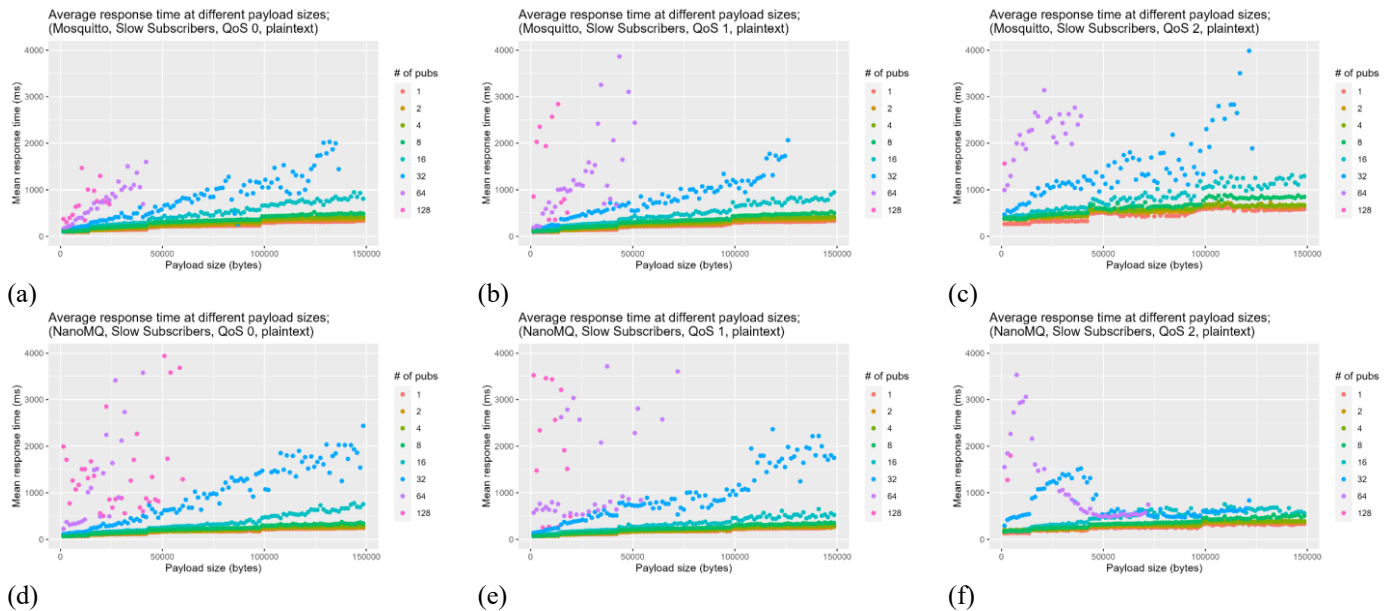 Average response time at different payload sizes;
(Mosquitto, Slow Subscribers, QoS 0, plaintext)
4000
3000
2000
1000
0
Mean response time (ms)
0 50000 100000 150000
Payload size (bytes)
# of pubs
1
2
4
8
16
32
64
128
(a)
Average response time at different payload sizes;
(Mosquitto, Slow Subscribers, QoS 1, plaintext)
4000
3000
2000
1000
0
Mean response time (ms)
0 50000 100000 150000
Payload size (bytes)
# of pubs
1
2
4
8
16
32
64
128
(b)
Average response time at different payload sizes;
(Mosquitto, Slow Subscribers, QoS 2, plaintext)
4000
3000
2000
1000
0
Mean response time (ms)
0 50000 100000 150000
Payload size (bytes)
# of pubs
1
2
4
8
16
32
64
128
(c)
Average response time at different payload sizes;
(NanoMQ, Slow Subscribers, QoS 0, plaintext)
4000
3000
2000
1000
0
Mean response time (ms)
0 50000 100000 150000
Payload size (bytes)
# of pubs
1
2
4
8
16
32
64
128
(d)
Average response time at different payload sizes;
(NanoMQ, Slow Subscribers, QoS 1, plaintext)
4000
3000
2000
1000
0
Mean response time (ms)
0 50000 100000 150000
Payload size (bytes)
# of pubs
1
2
4
8
16
32
64
128
(e)
Average response time at different payload sizes;
(NanoMQ, Slow Subscribers, QoS 2, plaintext)
4000
3000
2000
1000
0
Mean response time (ms)
0 50000 100000 150000
Payload size (bytes)
# of pubs
1
2
4
8
16
32
64
128
(f)